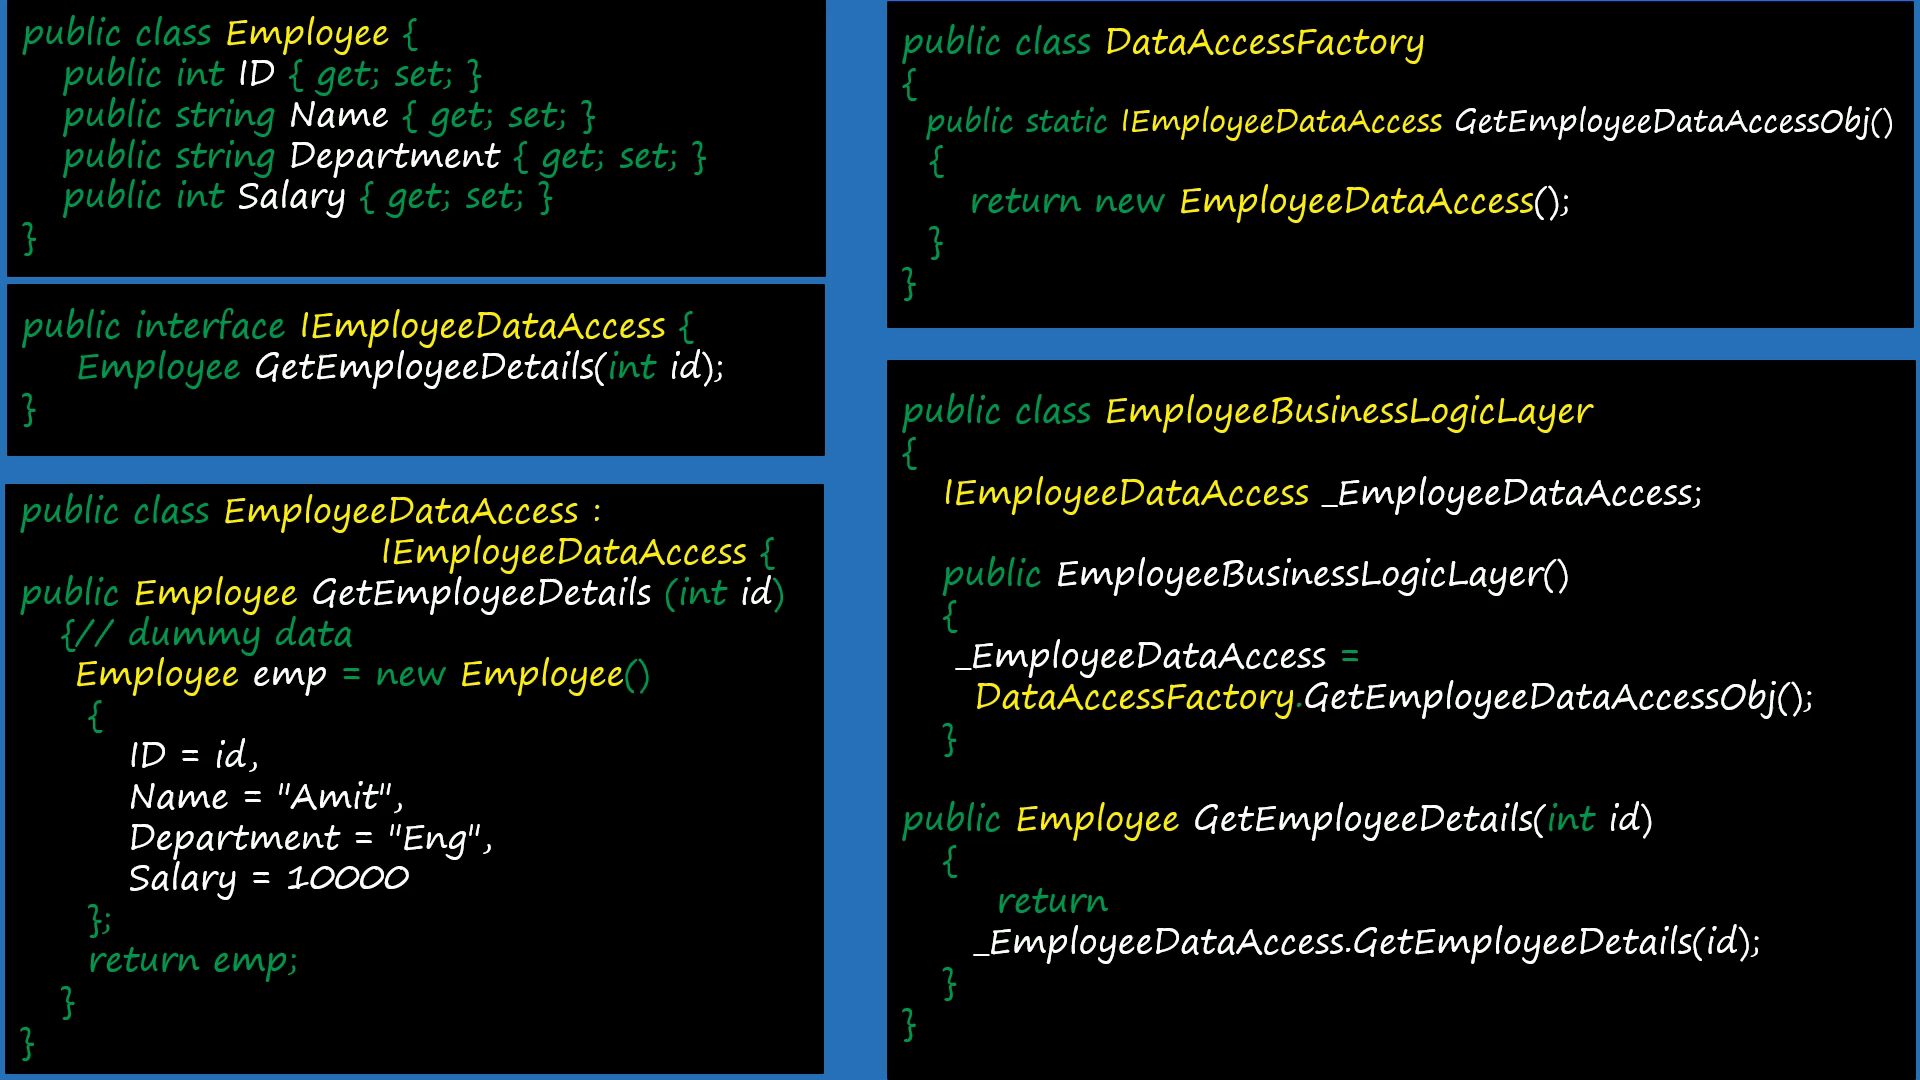 public class Employee {
public int ID { get; set; }
public string Name { get; set; }
public string Department { get; set; }
public int Salary { get; set; }
}
public interface IEmployeeDataAccess {
Employee GetEmployeeDetails(int id);
}
public class EmployeeDataAccess :
IEmployeeDataAccess {
public Employee GetEmployeeDetails (int id)
{// dummy data
Employee emp = new Employee()
{
ID = id,
Name = "Amit",
Department = "Eng",
Salary = 10000
};
return emp;
}
}
public class DataAccessFactory
{
public static IEmployeeDataAccess GetEmployeeDataAccessObj()
{
return new EmployeeDataAccess();
}
}
public class EmployeeBusinessLogicLayer
{
IEmployeeDataAccess _EmployeeDataAccess;
public EmployeeBusinessLogicLayer()
{
_EmployeeDataAccess =
DataAccessFactory.GetEmployeeDataAccessObj();
}
public Employee GetEmployeeDetails(int id)
{
return
_EmployeeDataAccess.GetEmployeeDetails(id);
}
}